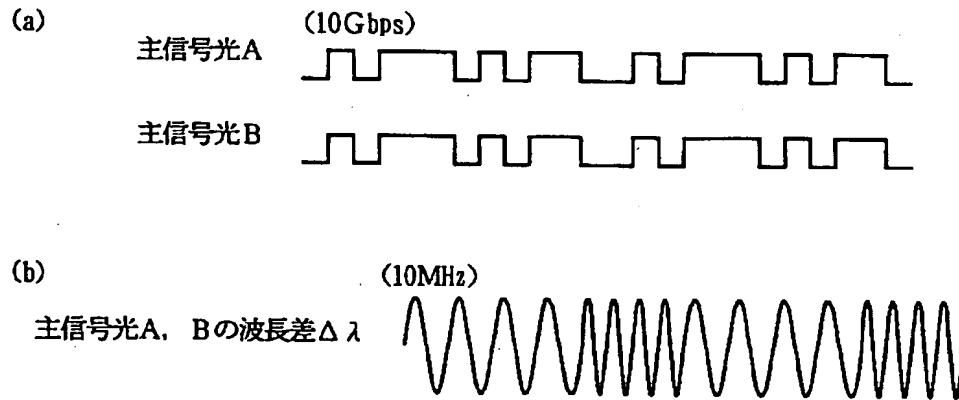 (a)
(10Gbps)
主信号光A
主信号光B
(b)
(10MHz)
主信号光A, Bの波長差Δλ